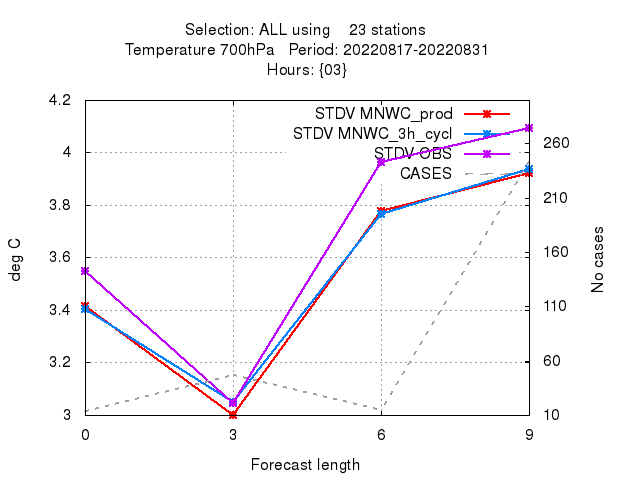 Selection: ALL using 23 stations
Temperature 700hPa Period: 20220817-20220831
Hours: {03}
STDV MNWC_prod
STDV MNWC_3h_cycl
STDV OBS
CASES
4.2
4
3.8
3.6
3.4
3.2
3
deg C
260
210
160
110
60
10
No cases
0 3 6 9
Forecast length